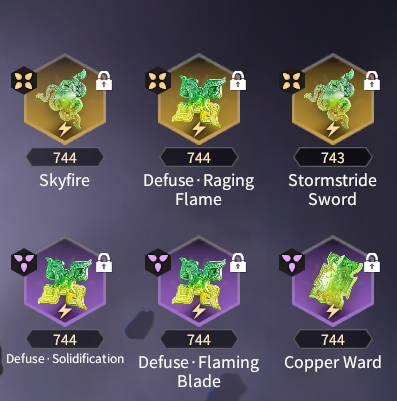 744
744
743
Skyfire
Defuse·Raging
Flame
Stormstride
Sword
744
744
744
Defuse·Solidification
Defuse·Flaming
Blade
Copper Ward